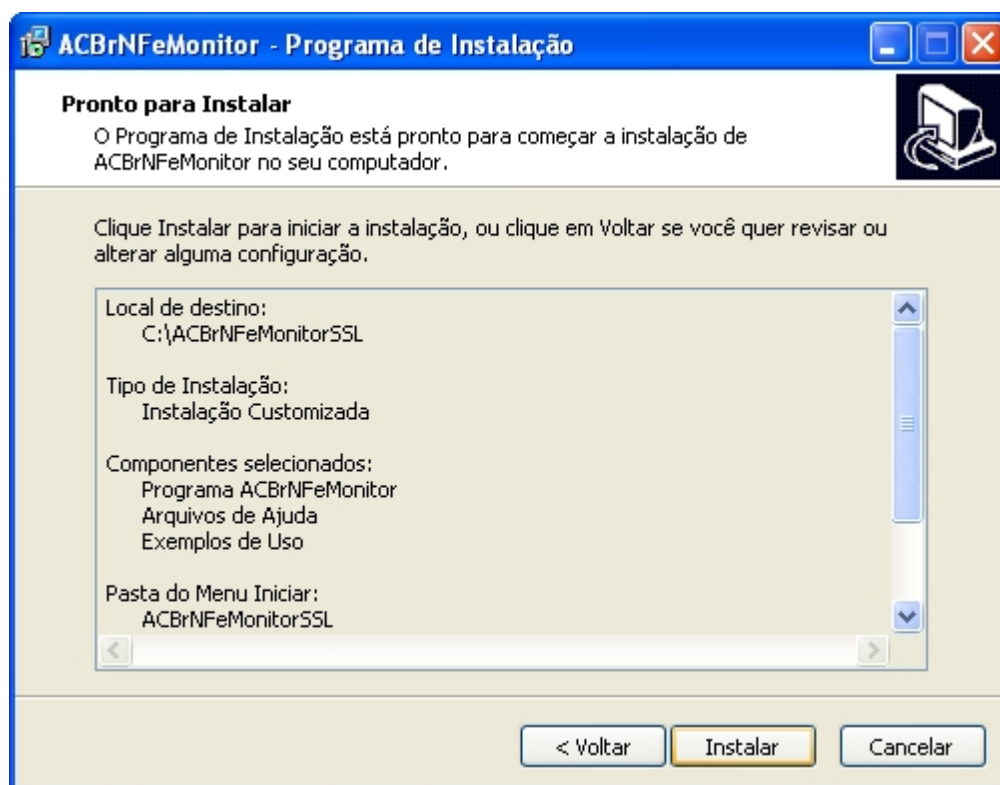 ACBrNFeMonitor - Programa de Instalação
Pronto para Instalar
O Programa de Instalação está pronto para começar a instalação de
ACBrNFeMonitor no seu computador.
Clique Instalar para iniciar a instalação, ou clique em Voltar se você quer revisar ou
alterar alguma configuração.
Local de destino:
C:\ACBrNFeMonitorSSL
Tipo de Instalação:
Instalação Customizada
Componentes selecionados:
Programa ACBrNFeMonitor
Arquivos de Ajuda
Exemplos de Uso
Pasta do Menu Iniciar:
ACBrNFeMonitorSSL
< Voltar
Instalar
Cancelar